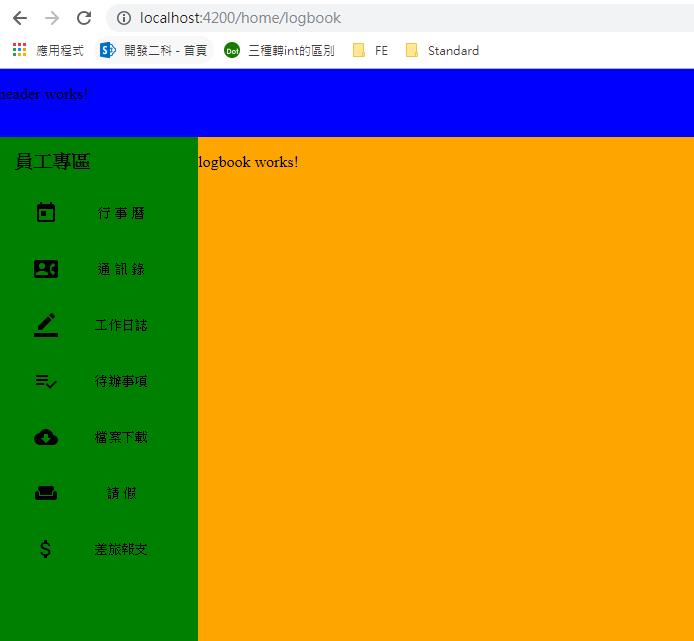 localhost:4200/home/logbook
應用程式 開發二科 - 首頁 Dot 三種轉int的區別 FE Standard
header works!
員工專區
logbook works!
行 事 曆
通 訊 錄
工作日誌
待辦事項
檔案下載
請 假
差旅報支